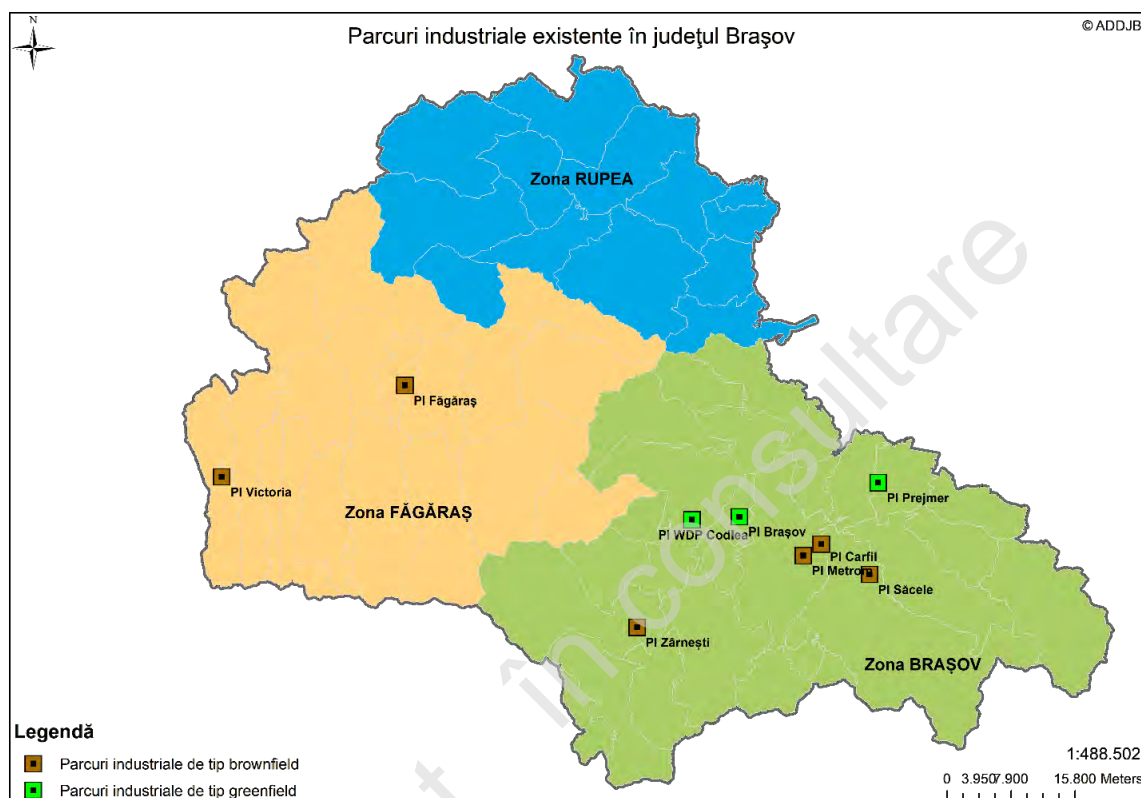 N
© ADDJB
Parcuri industriale existente în judeţul Braşov
Zona RUPEA
PI Făgăraş
PI Victoria
Zona FĂGĂRAŞ
PI Prejmer
PI WDP Codlea
PI Braşov
PI Carfil
PI Metrom
PI Săcele
PI Zărneşti
Zona BRAŞOV
în consultare
Legendă
Parcuri industriale de tip brownfield
Parcuri industriale de tip greenfield
1:488.502
0 3.9507.900 15.800 Meters